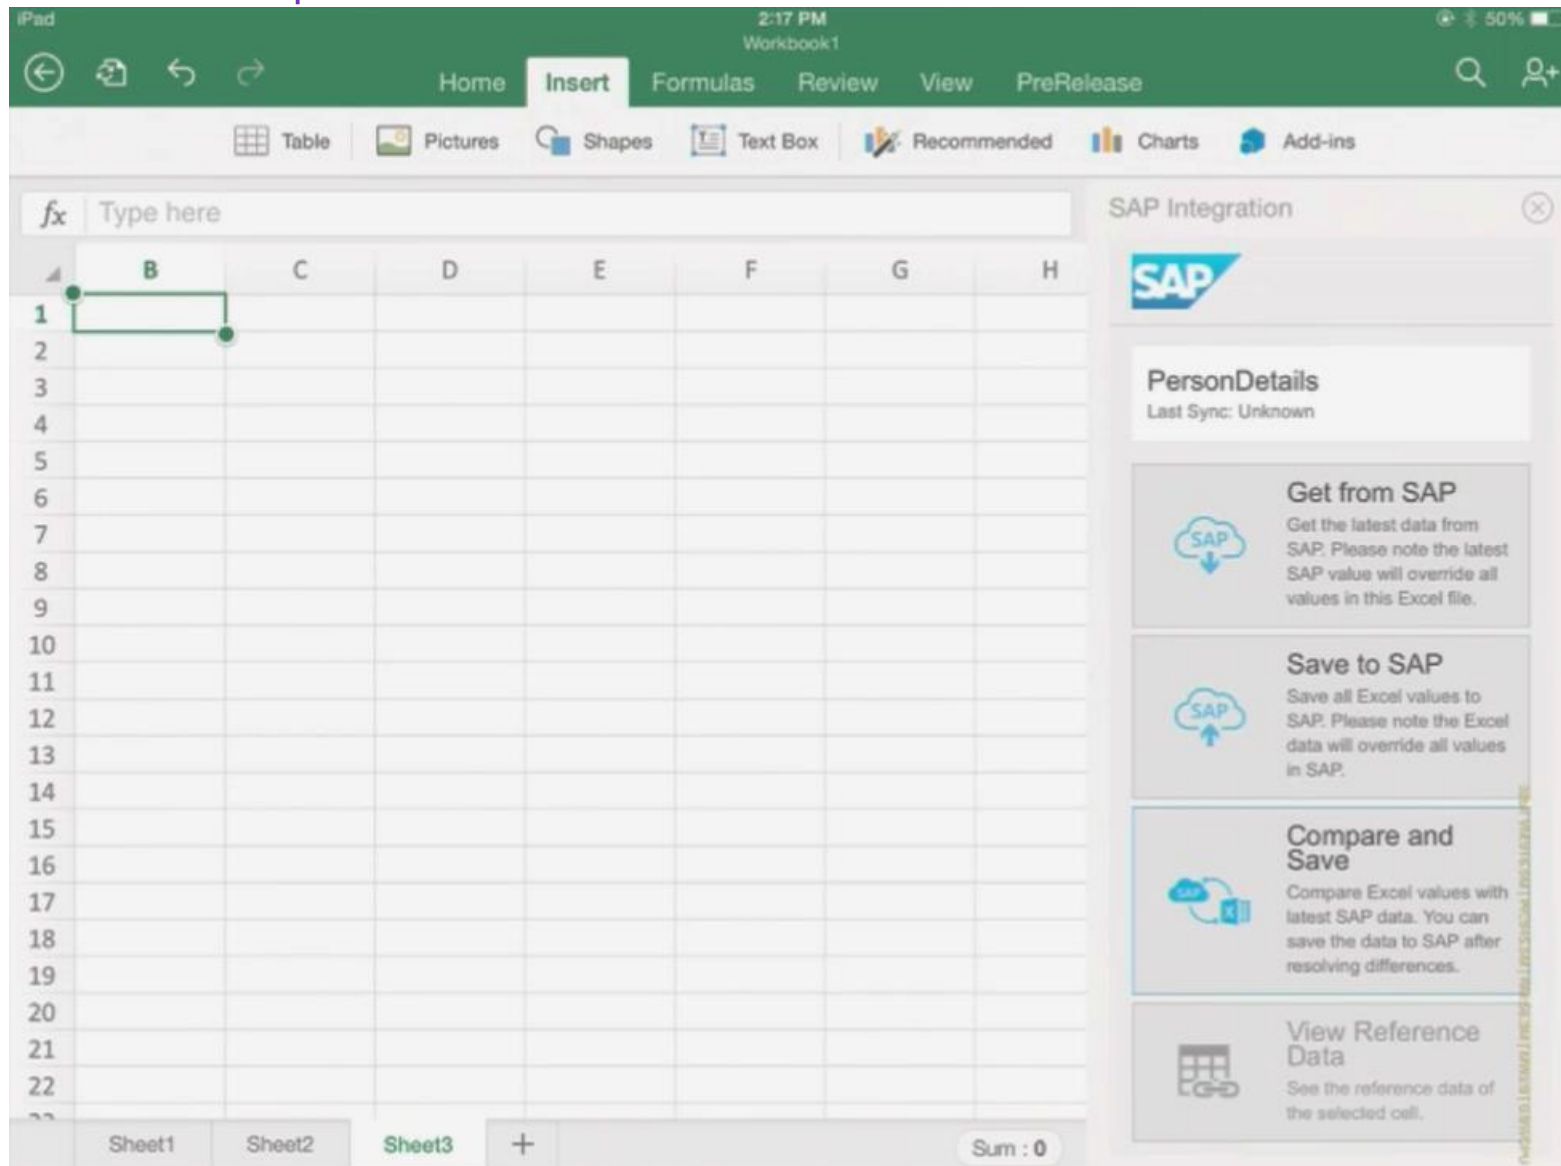 iPad
2:17 PM
50%
Workbook1
Home Insert Formulas Review View PreRelease
Table Pictures Shapes Text Box Recommended Charts Add-ins
fx Type here
SAP Integration
B C D E F G H
SAP
1
2
3
4
5
6
7
8
9
10
11
12
13
14
15
16
17
18
19
20
21
22
PersonDetails
Last Sync: Unknown
Get from SAP
Get the latest data from
SAP. Please note the latest
SAP value will override all
values in this Excel file.
SAP
Save to SAP
Save all Excel values to
SAP. Please note the Excel
data will override all values
in SAP.
SAP
Compare and
Save
Compare Excel values with
latest SAP data. You can
save the data to SAP after
resolving differences.
SAP
X
View Reference
Data
See the reference data of
the selected cell.
Sheet1 Sheet2 Sheet3 +
Sum : 0